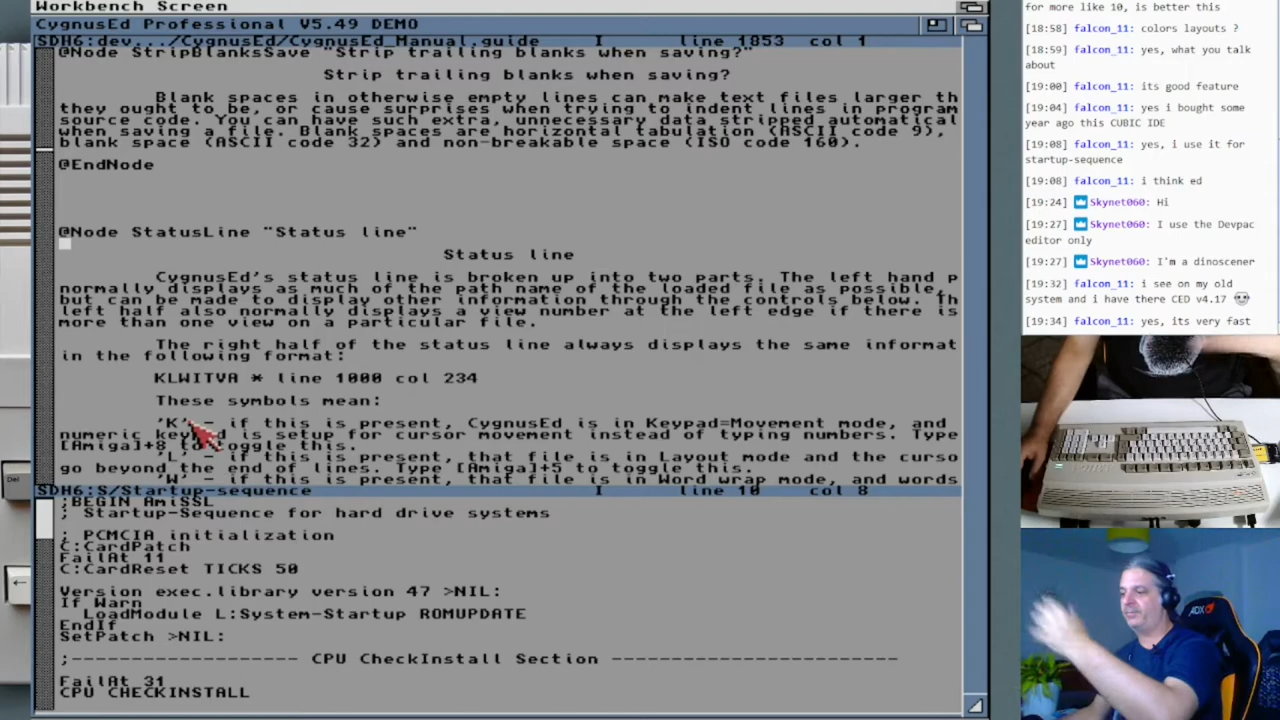 Workbench Screen
CygnusEd Professional V5.49 DEMO
SDH6:dev.../CygnusEd/CygnusEd_Manual.guide- I line 1853 col 1
@Node StripBlanksSave "Strip trailing blanks when saving?"
Strip trailing blanks when saving?
Blank spaces in otherwise empty lines can make text files larger th
they ought to be, or cause surprises when trying to indent lines in program
source code. You can have such extra, unnecessary data stripped automatical
when saving a file. Blank spaces are horizontal tabulation (ASCII code 9),
blank space (ASCII code 32) and non-breakable space (ISO code 160).
@EndNode
@Node StatusLine "Status line"
Status line
CygnusEd's status line is broken up into two parts. The left hand p
normally displays as much of the path name of the loaded file as possible,
but can be made to display other information through the controls below. Th
left half also normally displays a view number at the left edge if there is
more than one view on a particular file.
The right half of the status line always displays the same informat
in the following format:
KLWITVA * line 1000 col 234
These symbols mean:
'K' - if this is present, CygnusEd is in Keypad=Movement mode, and
numeric keypad is setup for cursor movement instead of typing numbers. Type
[Amiga]+8 to toggle this.
'L' - if this is present, that file is in Layout mode and the curso
go beyond the end of lines. Type [Amiga]+5 to toggle this.
'W' - if this is present, that file is in Word wrap mode, and words
SDH6:S/Startup-sequence I line 10 col 8
;BEGIN AmiSSL
; Startup-Sequence for hard drive systems
; PCMCIA initialization
C:CardPatch
FailAt 11
C:CardReset TICKS 50
Version exec.library version 47 >NIL:
If Warn
LoadModule L:System-Startup ROMUPDATE
EndIf
SetPatch >NIL:
;------------------ CPU CheckInstall Section -----------------------
FailAt 31
CPU CHECKINSTALL
Del
←
for more like 10, is better this
[18:58] falcon_11: colors layouts ?
[18:59] falcon_11: yes, what you talk
about
[19:00] falcon_11: its good feature
[19:04] falcon_11: yes i bought some
year ago this CUBIC IDE
[19:08] falcon_11: yes, i use it for
startup-sequence
[19:08] falcon_11: i think ed
[19:24] Skynet060: Hi
[19:27] Skynet060: I use the Devpac
editor only
[19:27] Skynet060: I'm a dinoscener
[19:32] falcon_11: i see on my old
system and i have there CED v4.17
[19:34] falcon_11: yes, its very fast
ADX